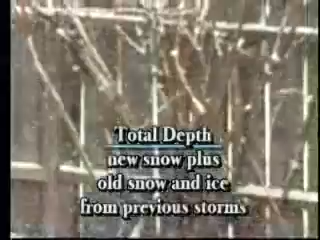 Total Depth
new snow plus
old snow and ice
from previous storms